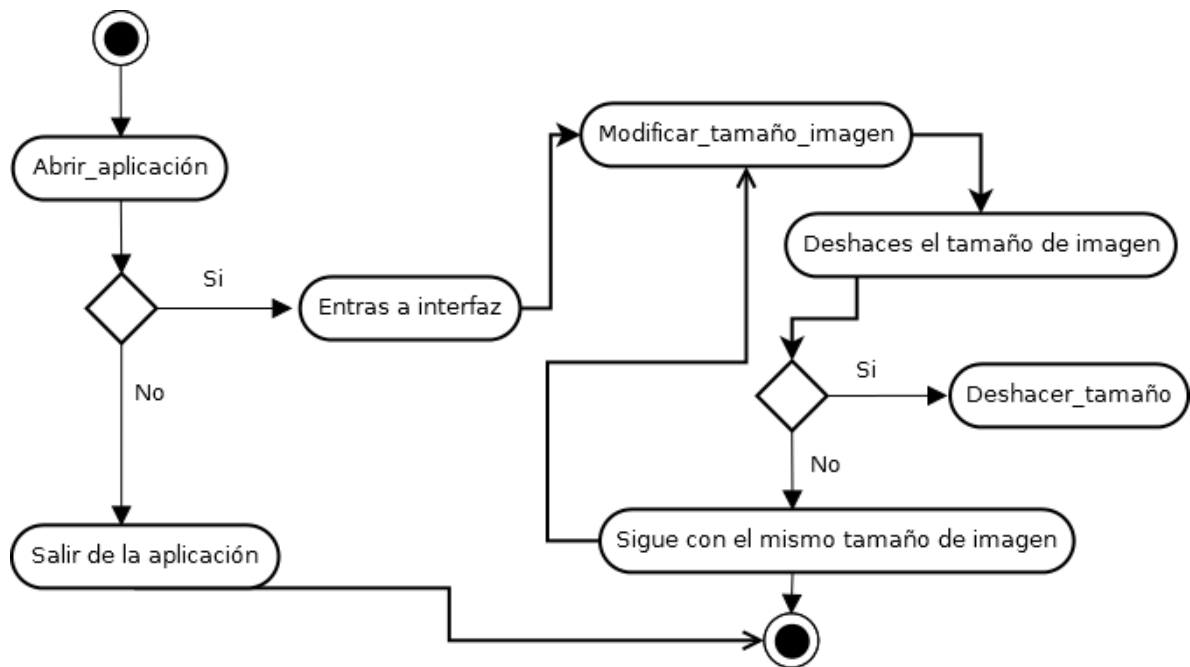 Abrir_aplicación
Modificar_tamaño_imagen
Deshaces el tamaño de imagen
Si
Entras a interfaz
No
Si
Deshacer_tamaño
No
Salir de la aplicación
Sigue con el mismo tamaño de imagen